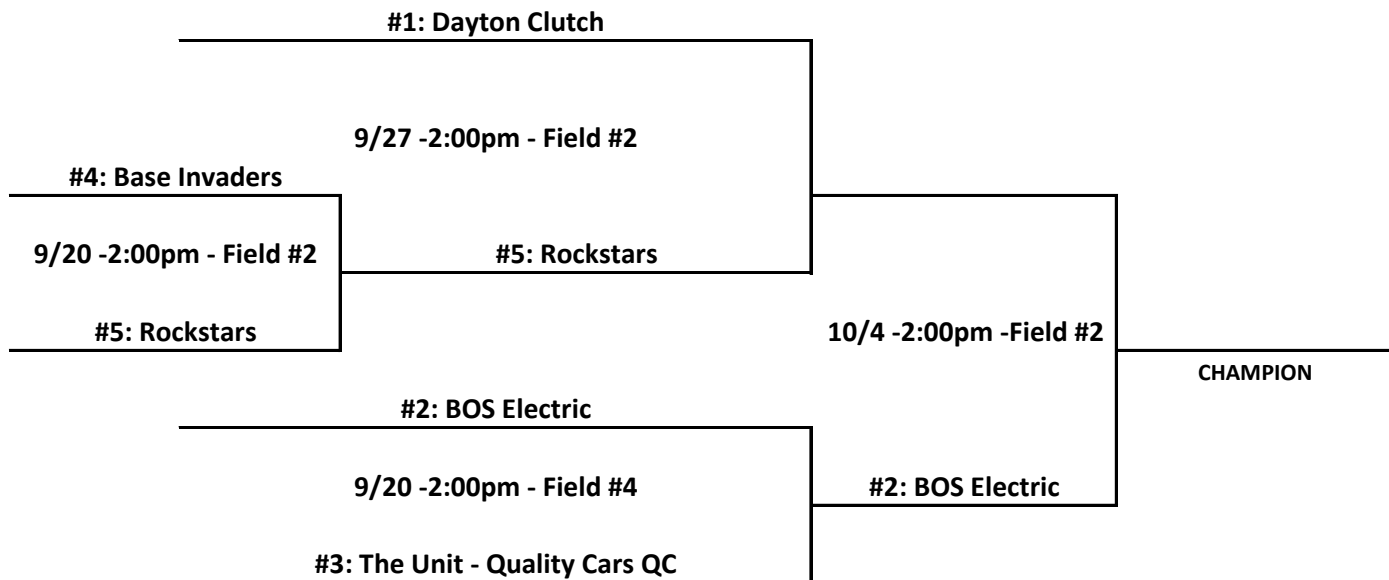 #1: Dayton Clutch
9/27 -2:00pm - Field #2
#4: Base Invaders
9/20 -2:00pm - Field #2
#5: Rockstars
#5: Rockstars
10/4 -2:00pm -Field #2
CHAMPION
#2: BOS Electric
9/20 -2:00pm - Field #4
#2: BOS Electric
#3: The Unit - Quality Cars QC